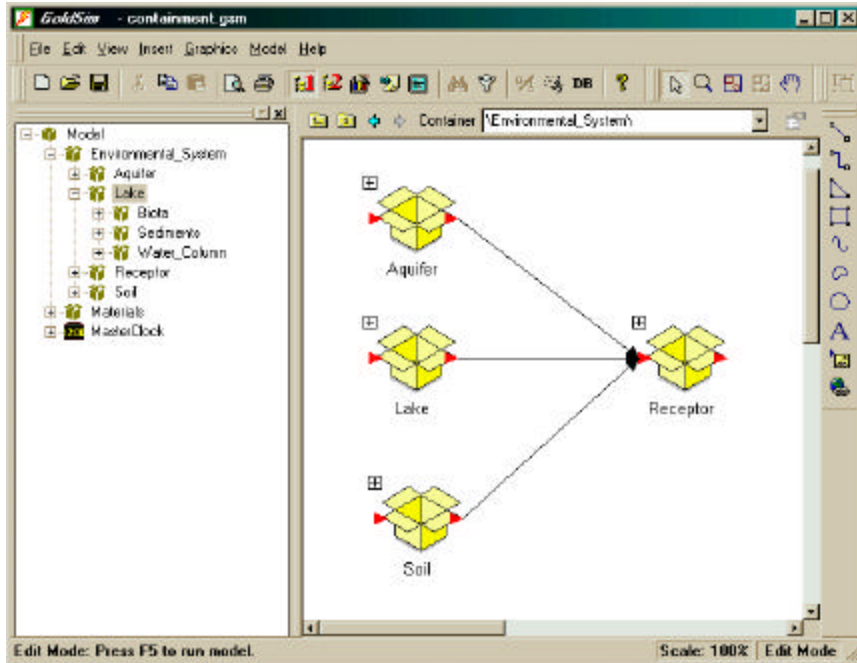 GoldSim - containment.gsm
File Edit View Insert Graphics Model Help
DB ?
Container \Environmental_System\
Model
Environmental_System
Aquifer
Lake
Biota
Sediments
Water_Column
Receptor
Soil
Materials
MasterClock
Aquifer
Lake
Receptor
Soil
A
Edit Mode: Press F5 to run model.
Scale: 100% Edit Mode